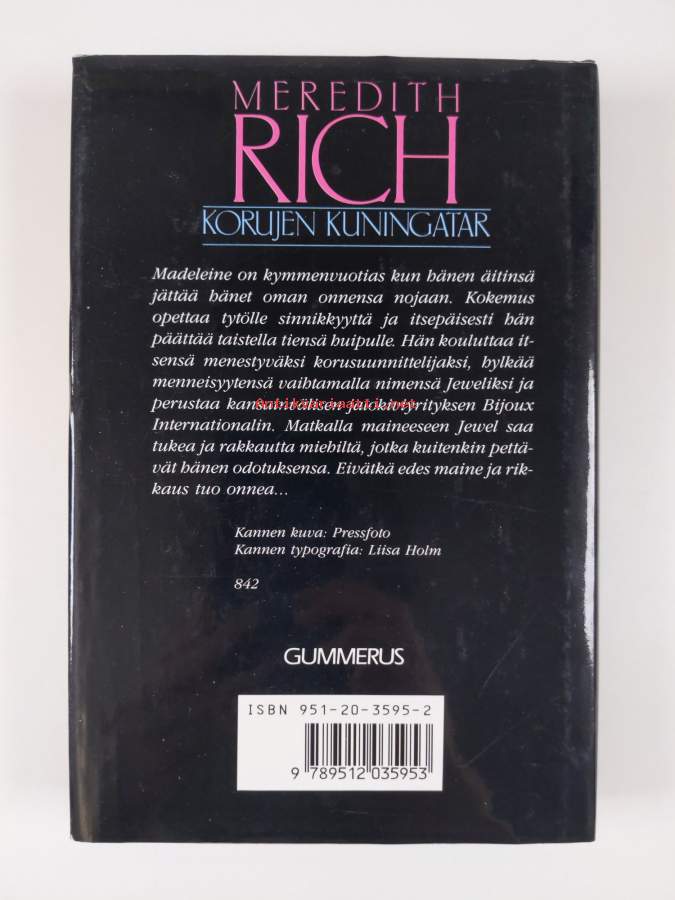 MEREDITH
RICH
KORUJEN KUNINGATAR
Madeleine on kymmenvuotias kun hänen äitinsä
jättää hänet oman onnensa nojaan. Kokemus
opettaa tytölle sinnikkyyttä ja itsepäisesti hän
päättää taistella tiensä huipulle. Hän kouluttaa it-
sensä menestyväksi korusuunnittelijaksi, hylkää
menneisyytensä vaihtamalla nimensä Jeweliksi ja
Antikvariaatti.net
perustaa Bijoux
Internationalin. Matkalla maineeseen Jewel saa
tukea ja rakkautta miehiltä, jotka kuitenkin pettä-
vät hänen odotuksensa. Eivätkä edes maine ja rik-
kaus tuo onnea...
Kannen kuva: Pressfoto
Kannen typografia: Liisa Holm
842
GUMMERUS
ISBN 951-20-3595-2
9 789512 035953